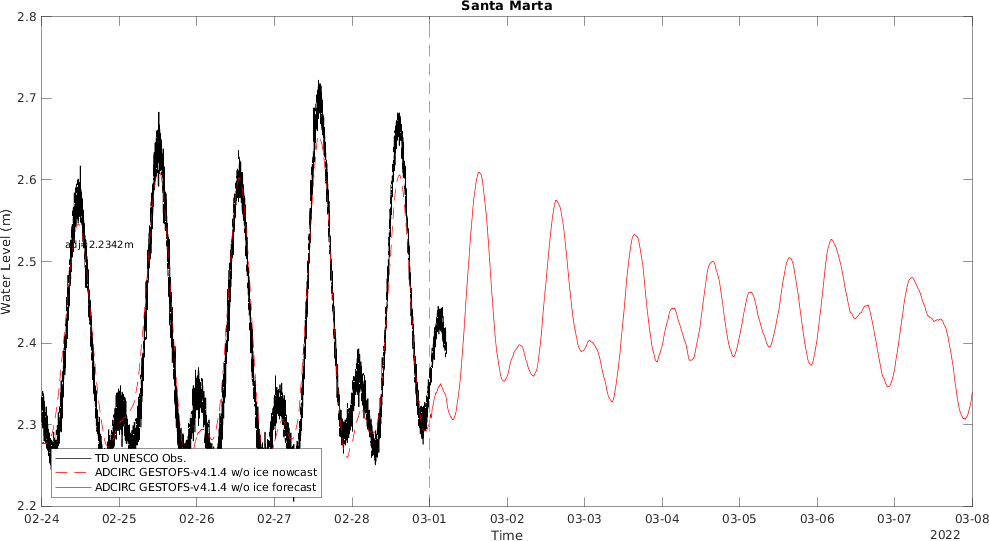 Santa Marta
2.8
2.7
2.6
2.5
2.4
2.3
2.2
Water Level (m)
adj=2.2342m
TD UNESCO Obs.
ADCIRC GESTOFS-v4.1.4 w/o ice nowcast
ADCIRC GESTOFS-v4.1.4 w/o ice forecast
02-24 02-25 02-26 02-27 02-28 03-01 03-02 03-03 03-04 03-05 03-06 03-07 03-08
Time
2022